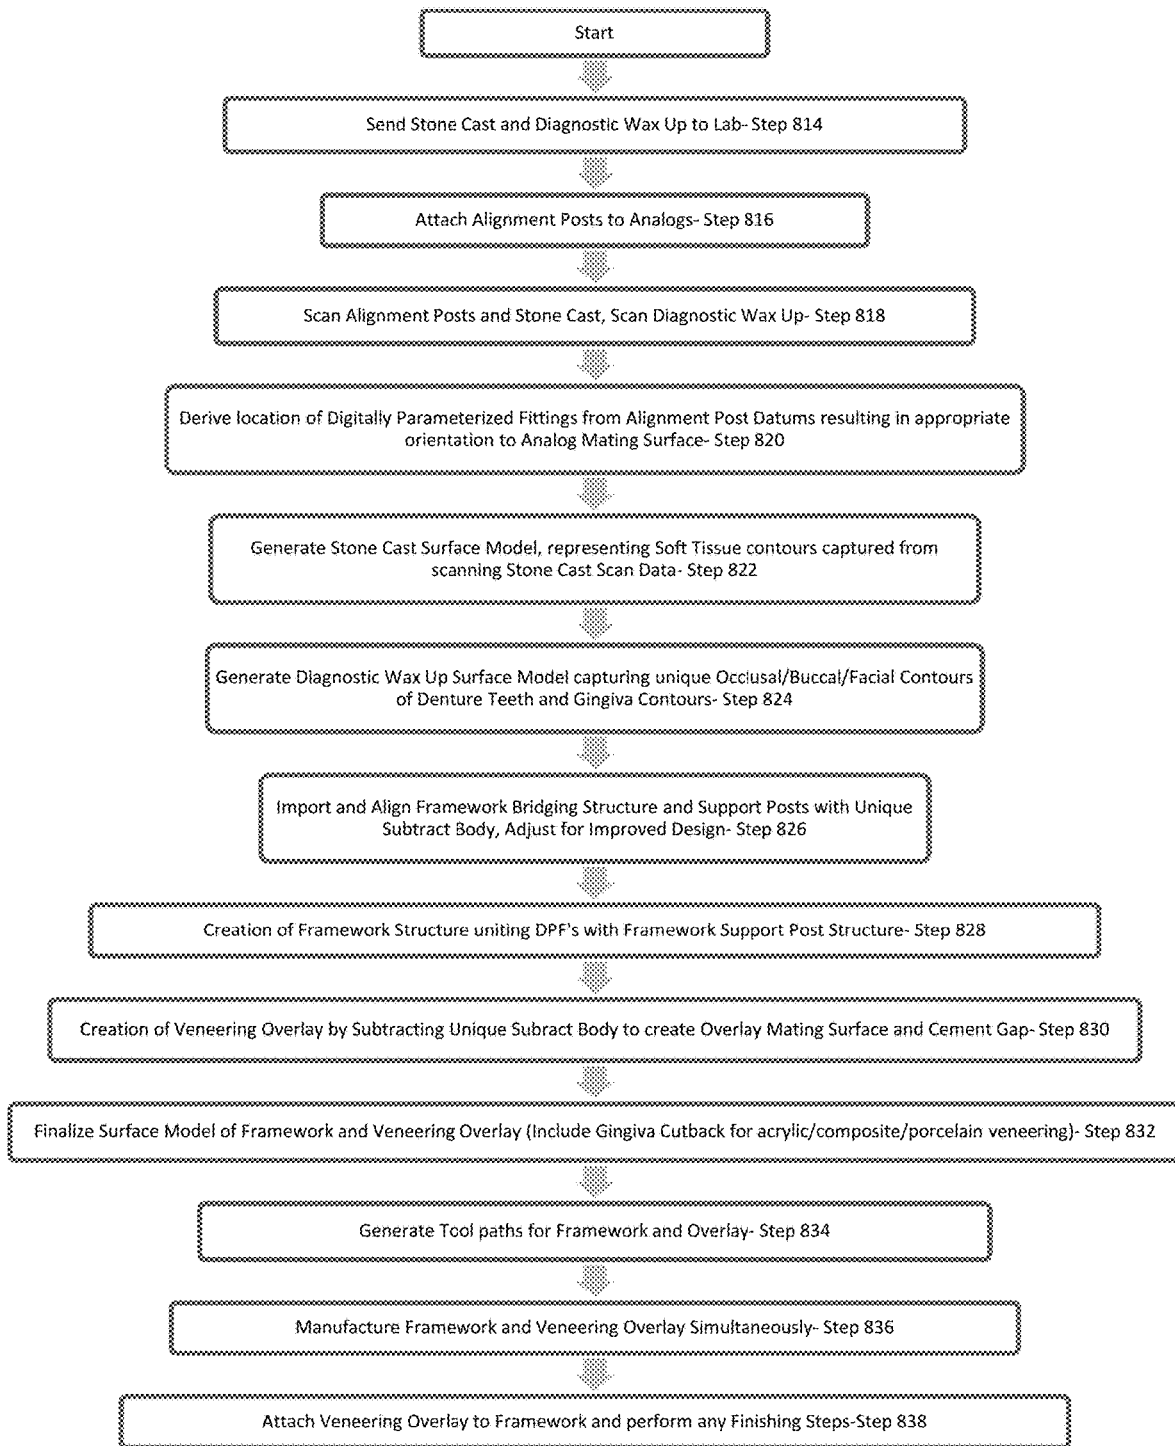 Start
Send Stone Cast and Diagnostic Wax Up to Lab- Step 814
Attach Alignment Posts to Analogs- Step 816
Scan Alignment Posts and Stone Cast, Scan Diagnostic Wax Up- Step 818
Derive location of Digitally Parameterized Fittings from Alignment Post Datums resulting in appropriate
orientation to Analog Mating Surface- Step 820
Generate Stone Cast Surface Model, representing Soft Tissue contours captured from
scanning Stone Cast Scan Data- Step 822
Generate Diagnostic Wax Up Surface Model capturing unique Occlusal/Buccal/Facial Contours
of Denture Teeth and Gingiva Contours- Step 824
Import and Align Framework Bridging Structure and Support Posts with Unique
Subtract Body, Adjust for Improved Design- Step 826
Creation of Framework Structure uniting DPF's with Framework Support Post Structure- Step 828
Creation of Veneering Overlay by Subtracting Unique Subract Body to create Overlay Mating Surface and Cement Gap- Step 830
Finalize Surface Model of Framework and Veneering Overlay (Include Gingiva Cutback for acrylic/composite/porcelain veneering)- Step 832
Generate Tool paths for Framework and Overlay- Step 834
Manufacture Framework and Veneering Overlay Simultaneously- Step 836
Attach Veneering Overlay to Framework and perform any Finishing Steps-Step 838